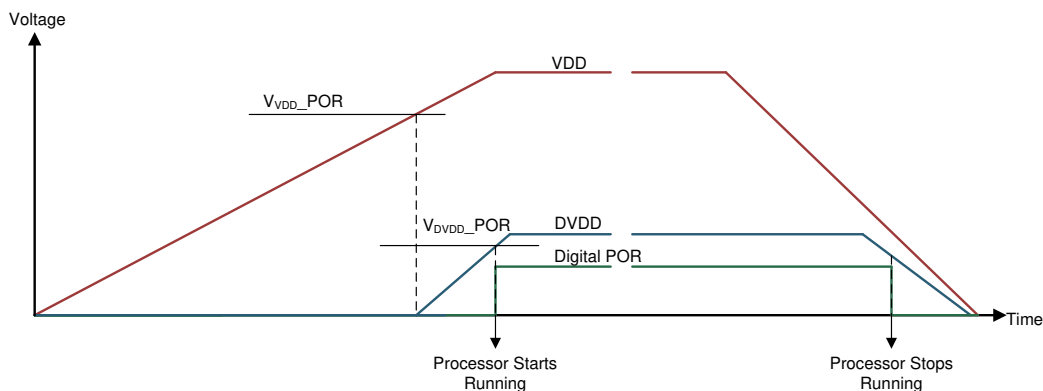 Voltage
VDD
VVDD_POR
VDVDD_POR
DVDD
Digital POR
Time
Processor Starts
Running
Processor Stops
Running